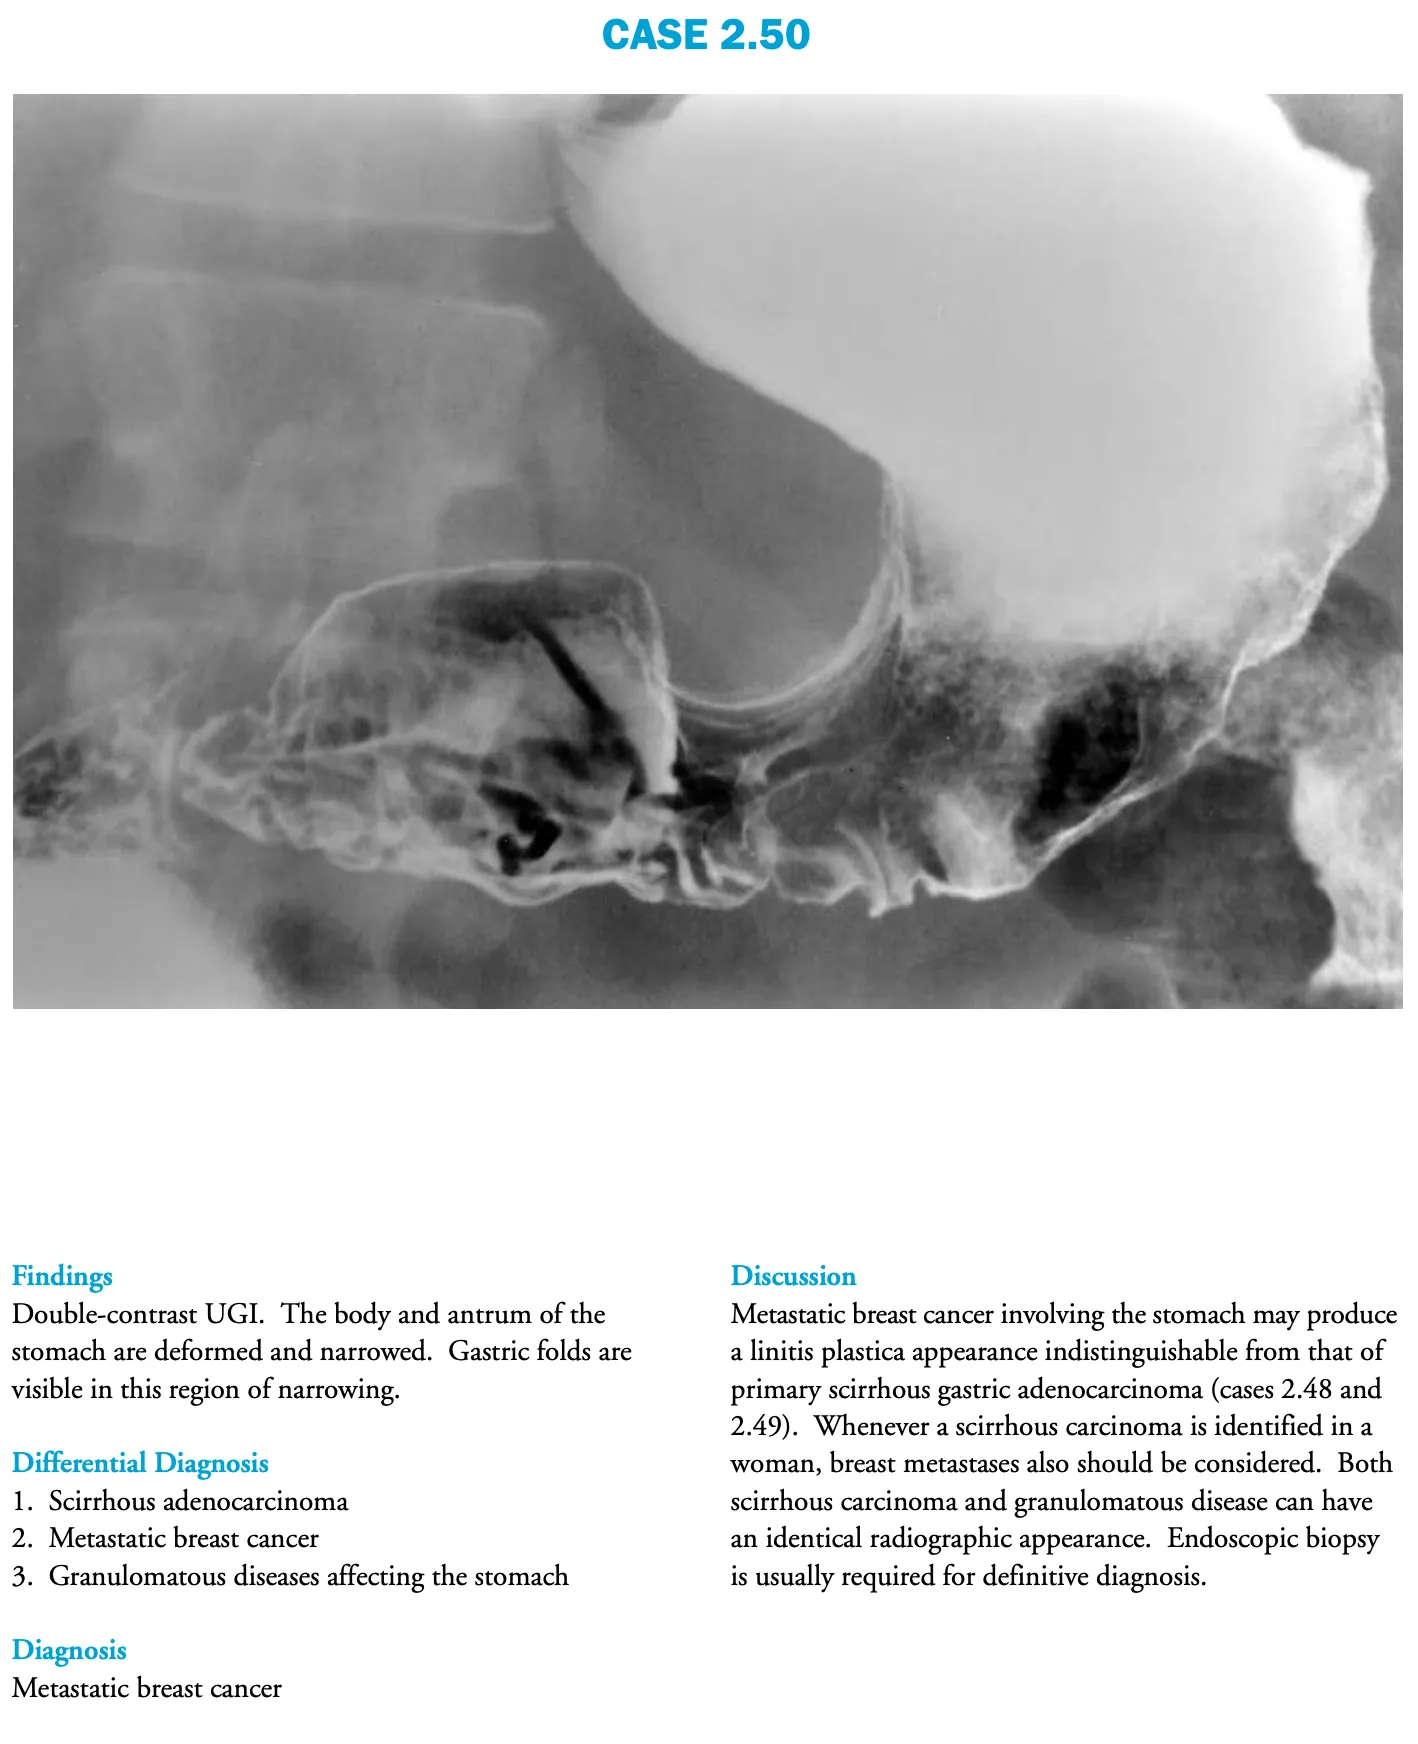 CASE 2.50
Findings
Double-contrast UGI. The body and antrum of the
stomach are deformed and narrowed. Gastric folds are
visible in this region of narrowing.
Differential Diagnosis
1. Scirrhous adenocarcinoma
2. Metastatic breast cancer
3. Granulomatous diseases affecting the stomach
Diagnosis
Metastatic breast cancer
Discussion
Metastatic breast cancer involving the stomach may produce
a linitis plastica appearance indistinguishable from that of
primary scirrhous gastric adenocarcinoma (cases 2.48 and
2.49). Whenever a scirrhous carcinoma is identified in a
woman, breast metastases also should be considered. Both
scirrhous carcinoma and granulomatous disease can have
an identical radiographic appearance. Endoscopic biopsy
is usually required for definitive diagnosis.